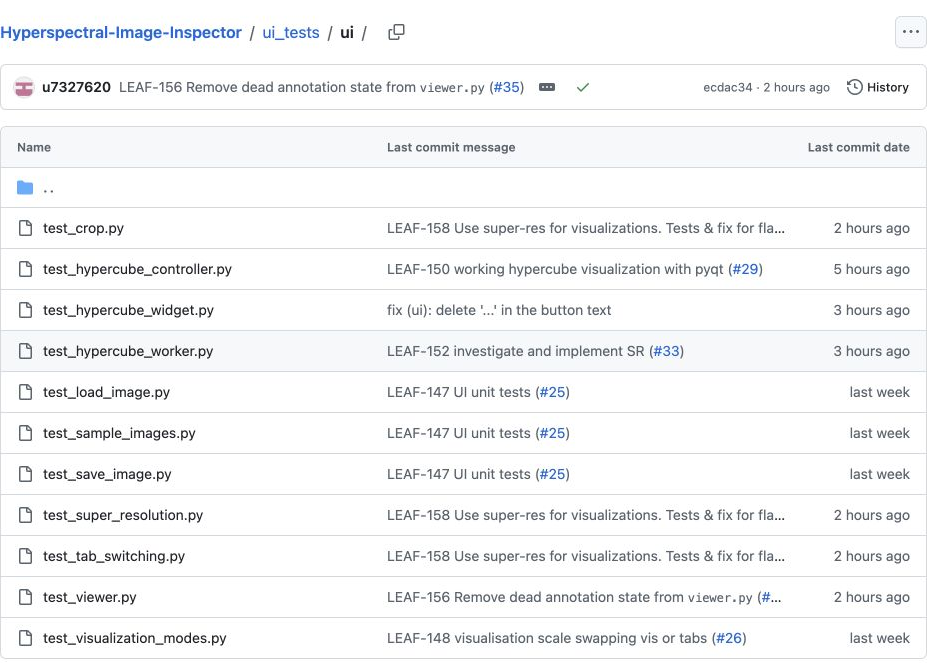 Hyperspectral-Image-Inspector / ui_tests / ui /
u7327620 LEAF-156 Remove dead annotation state from viewer.py (#35) ecdac34 · 2 hours ago History
Name Last commit message Last commit date
..
test_crop.py LEAF-158 Use super-res for visualizations. Tests & fix for fla... 2 hours ago
test_hypercube_controller.py LEAF-150 working hypercube visualization with pyqt (#29) 5 hours ago
test_hypercube_widget.py fix (ui): delete '...' in the button text 3 hours ago
test_hypercube_worker.py LEAF-152 investigate and implement SR (#33) 3 hours ago
test_load_image.py LEAF-147 UI unit tests (#25) last week
test_sample_images.py LEAF-147 UI unit tests (#25) last week
test_save_image.py LEAF-147 UI unit tests (#25) last week
test_super_resolution.py LEAF-158 Use super-res for visualizations. Tests & fix for fla... 2 hours ago
test_tab_switching.py LEAF-158 Use super-res for visualizations. Tests & fix for fla... 2 hours ago
test_viewer.py LEAF-156 Remove dead annotation state from viewer.py (#... 2 hours ago
test_visualization_modes.py LEAF-148 visualisation scale swapping vis or tabs (#26) last week